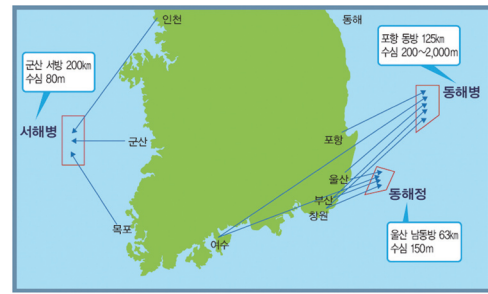 인천
동해
포항 동방 125km
수심 200~2,000m
군산 서방 200km
수심 80m
동해병
서해병
군산
포항
울산
부산
창원
동해정
목포
여수
울산 남동방 63km
수심 150m